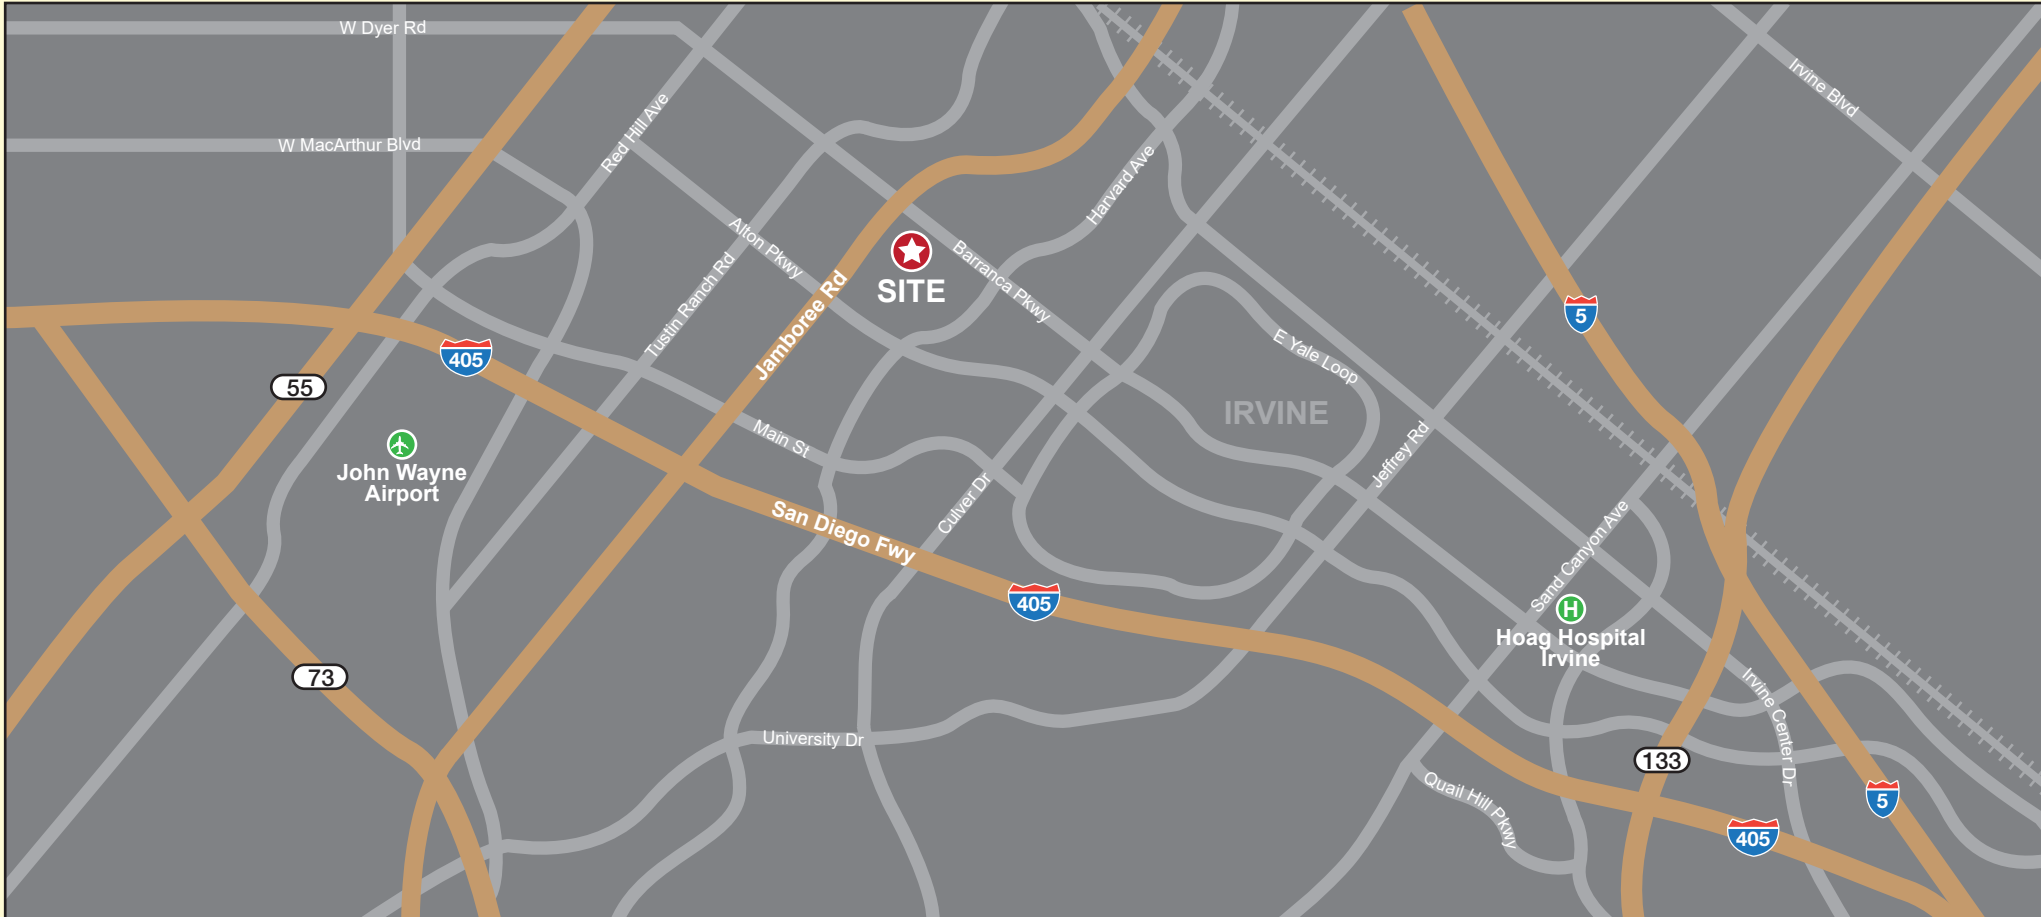 W Dyer Rd
Irvine Blvd
Red Hill Ave
W MacArthur Blvd
Harvard Ave
Alton Pkwy
Barranca Pkwy
SITE
Tustin Ranch Rd
Jamboree Rd
5
E Yale Loop
405
55
IRVINE
Main St
Jeffrey Rd
John Wayne
Airport
Culver Dr
San Diego Fwy
Sand Canyon Ave
405
H
Hoag Hospital
Irvine
73
Irvine Center Dr
University Dr
133
Quail Hill Pkwy
5
405